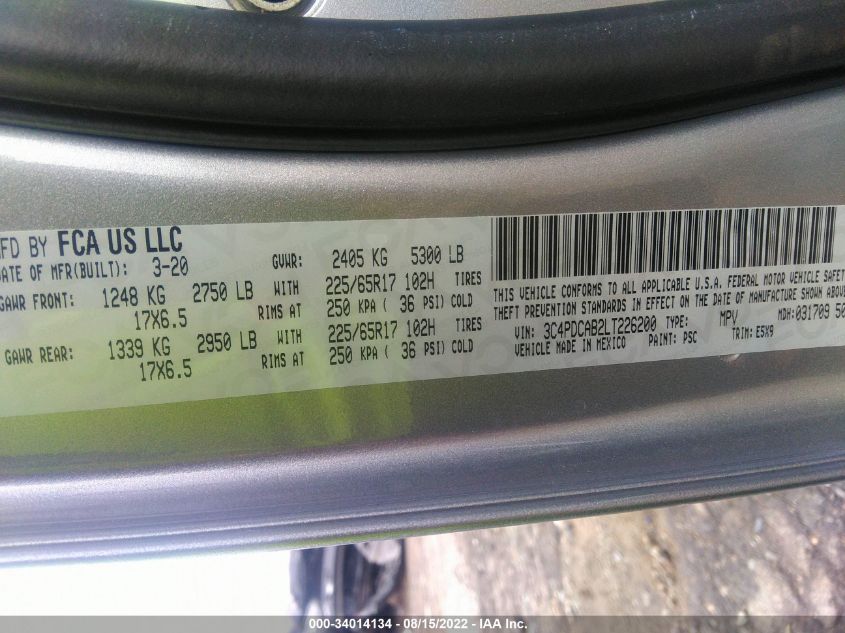 MFD BY FCA US LLC
DATE OF MFR(BUILT): 3-20 GVWR: 2405 KG 5300 LB
GAWR FRONT: 1248 KG 2750 LB WITH 225/65R17 102H TIRES
17X6.5 RIMS AT 250 KPA ( 36 PSI) COLD
GAWR REAR: 1339 KG 2950 LB WITH 225/65R17 102H TIRES
17X6.5 RIMS AT 250 KPA ( 36 PSI) COLD
THIS VEHICLE CONFORMS TO ALL APPLICABLE U.S.A. FEDERAL MOTOR VEHICLE SAFETY
THEFT PREVENTION STANDARDS IN EFFECT ON THE DATE OF MANUFACTURE SHOWN ABOVE.
VIN: 3C4PDCAB2LT226200 TYPE: MPV MDH:031709 50
VEHICLE MADE IN MEXICO PAINT: PSC TRIM: E5X9
000-34014134 - 08/15/2022 - IAA Inc.